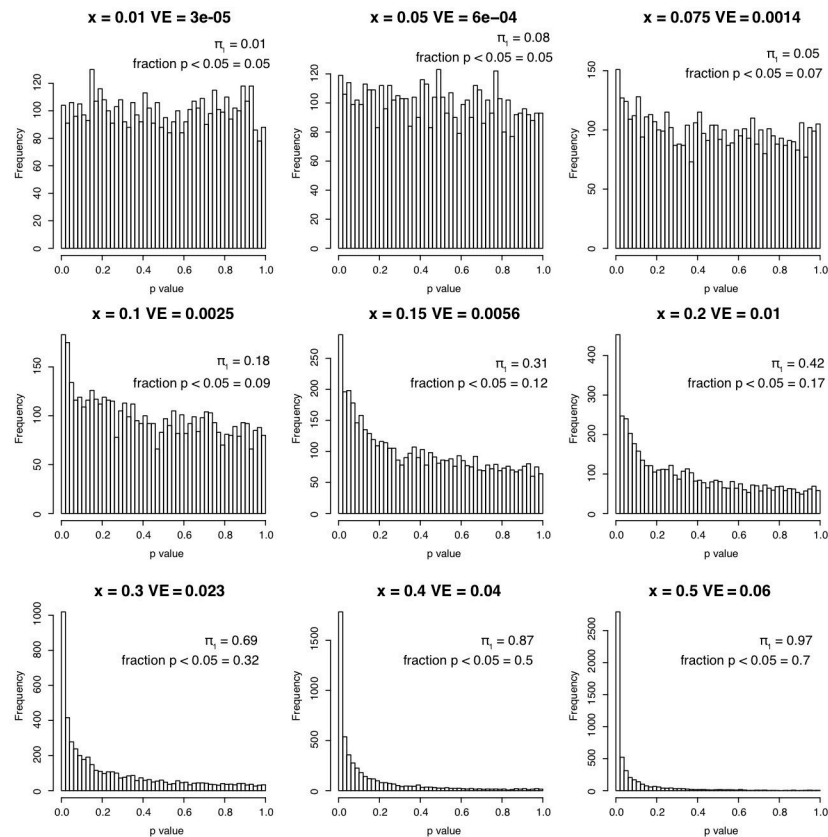 x = 0.01 VE = 3e-05
π₁ = 0.01
fraction p < 0.05 = 0.05
Frequency
0
20
40
60
80
100
120
0.0 0.2 0.4 0.6 0.8 1.0
p value
x = 0.05 VE = 6e−04
π₁ = 0.08
fraction p < 0.05 = 0.05
Frequency
0
20
40
60
80
100
120
0.0 0.2 0.4 0.6 0.8 1.0
p value
x = 0.075 VE = 0.0014
π₁ = 0.05
fraction p < 0.05 = 0.07
Frequency
0
50
100
150
0.0 0.2 0.4 0.6 0.8 1.0
p value
x = 0.1 VE = 0.0025
π₁ = 0.18
fraction p < 0.05 = 0.09
Frequency
0
50
100
150
0.0 0.2 0.4 0.6 0.8 1.0
p value
x = 0.15 VE = 0.0056
π₁ = 0.31
fraction p < 0.05 = 0.12
Frequency
0
50
100
150
200
250
0.0 0.2 0.4 0.6 0.8 1.0
p value
x = 0.2 VE = 0.01
π₁ = 0.42
fraction p < 0.05 = 0.17
Frequency
0
100
200
300
400
0.0 0.2 0.4 0.6 0.8 1.0
p value
x = 0.3 VE = 0.023
π₁ = 0.69
fraction p < 0.05 = 0.32
Frequency
0
200
400
600
800
1000
0.0 0.2 0.4 0.6 0.8 1.0
p value
x = 0.4 VE = 0.04
π₁ = 0.87
fraction p < 0.05 = 0.5
Frequency
0
500
1000
1500
0.0 0.2 0.4 0.6 0.8 1.0
p value
x = 0.5 VE = 0.06
π₁ = 0.97
fraction p < 0.05 = 0.7
Frequency
0
500
1000
1500
2000
2500
0.0 0.2 0.4 0.6 0.8 1.0
p value